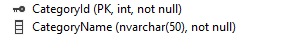 CategoryId (PK, int, not null)
CategoryName (nvarchar(50), not null)